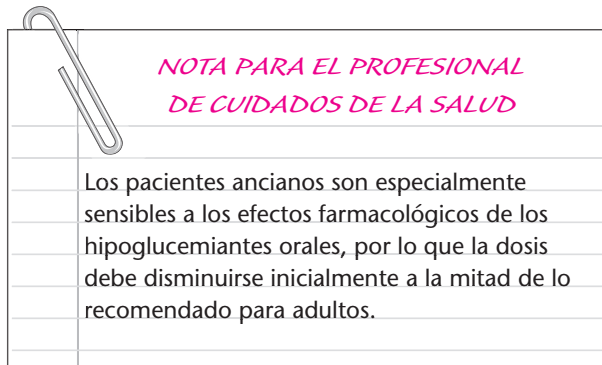 NOTA PARA EL PROFESIONAL
DE CUIDADOS DE LA SALUD
Los pacientes ancianos son especialmente
sensibles a los efectos farmacológicos de los
hipoglucemiantes orales, por lo que la dosis
debe disminuirse inicialmente a la mitad de lo
recomendado para adultos.